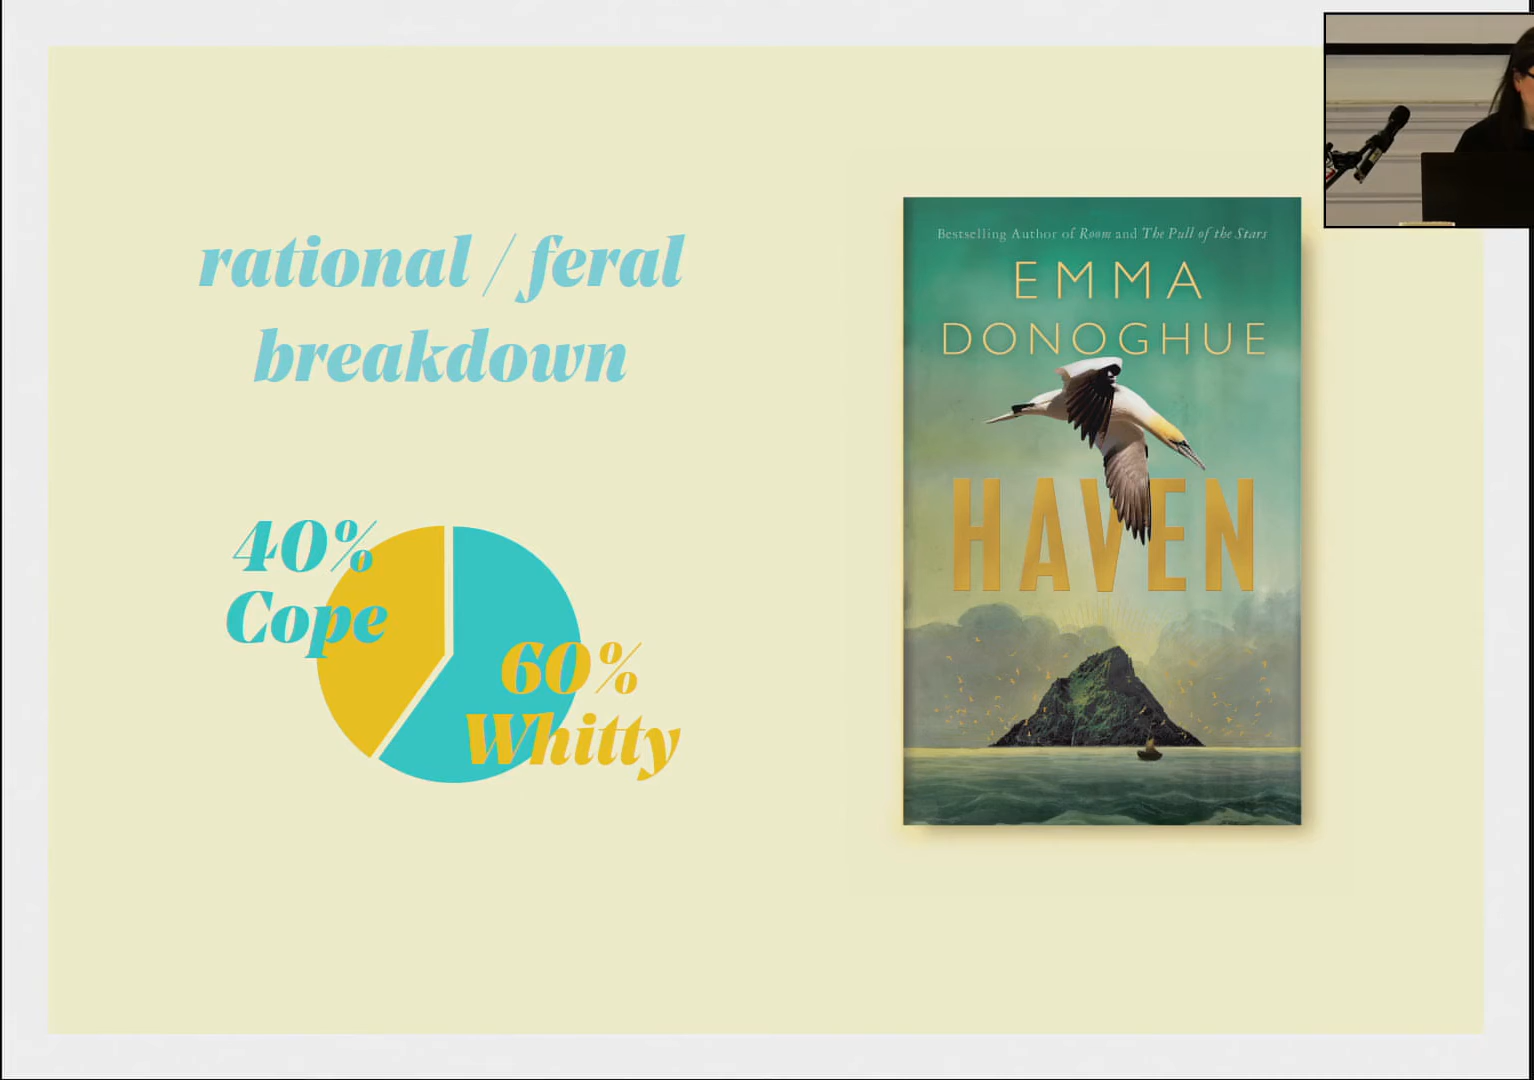 rational / feral
breakdown
40%
Cope
60%
Whitty
Bestselling Author of Room and The Pull of the Stars
EMMA
DONOGHUE
HAVEN